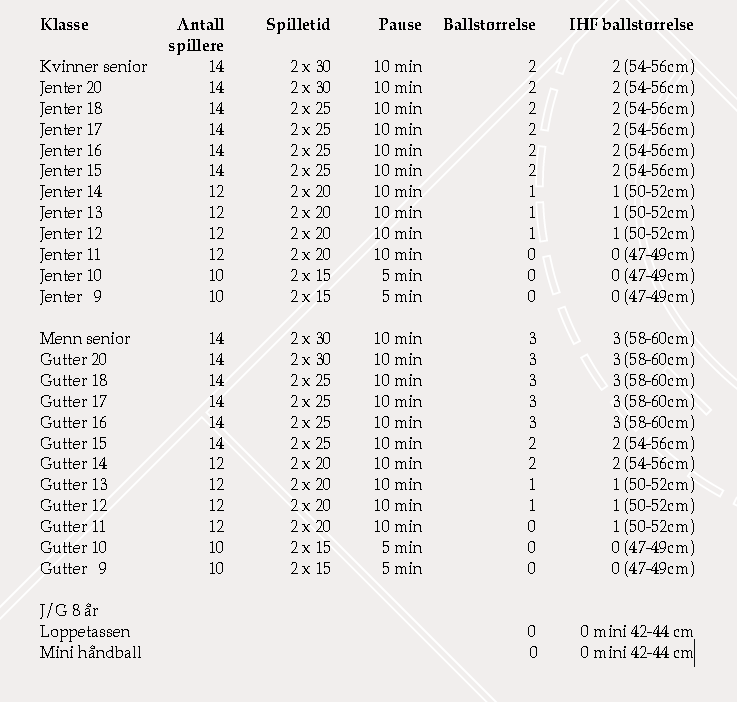 Klasse Antall Spilletid Pause Ballstørrelse IHF ballstørrelse
spillere
Kvinner senior 14 2 x 30 10 min 2 2 (54-56cm)
Jenter 20 14 2 x 30 10 min 2 2 (54-56cm)
Jenter 18 14 2 x 25 10 min 2 2 (54-56cm)
Jenter 17 14 2 x 25 10 min 2 2 (54-56cm)
Jenter 16 14 2 x 25 10 min 2 2 (54-56cm)
Jenter 15 14 2 x 25 10 min 2 2 (54-56cm)
Jenter 14 12 2 x 20 10 min 1 1 (50-52cm)
Jenter 13 12 2 x 20 10 min 1 1 (50-52cm)
Jenter 12 12 2 x 20 10 min 1 1 (50-52cm)
Jenter 11 12 2 x 20 10 min 0 0 (47-49cm)
Jenter 10 10 2 x 15 5 min 0 0 (47-49cm)
Jenter 9 10 2 x 15 5 min 0 0 (47-49cm)
Menn senior 14 2 x 30 10 min 3 3 (58-60cm)
Gutter 20 14 2 x 30 10 min 3 3 (58-60cm)
Gutter 18 14 2 x 25 10 min 3 3 (58-60cm)
Gutter 17 14 2 x 25 10 min 3 3 (58-60cm)
Gutter 16 14 2 x 25 10 min 3 3 (58-60cm)
Gutter 15 14 2 x 25 10 min 2 2 (54-56cm)
Gutter 14 12 2 x 20 10 min 2 2 (54-56cm)
Gutter 13 12 2 x 20 10 min 1 1 (50-52cm)
Gutter 12 12 2 x 20 10 min 1 1 (50-52cm)
Gutter 11 12 2 x 20 10 min 0 1 (50-52cm)
Gutter 10 10 2 x 15 5 min 0 0 (47-49cm)
Gutter 9 10 2 x 15 5 min 0 0 (47-49cm)
J/G 8 år
Loppetassen 0 0 mini 42-44 cm
Mini håndball 0 0 mini 42-44 cm